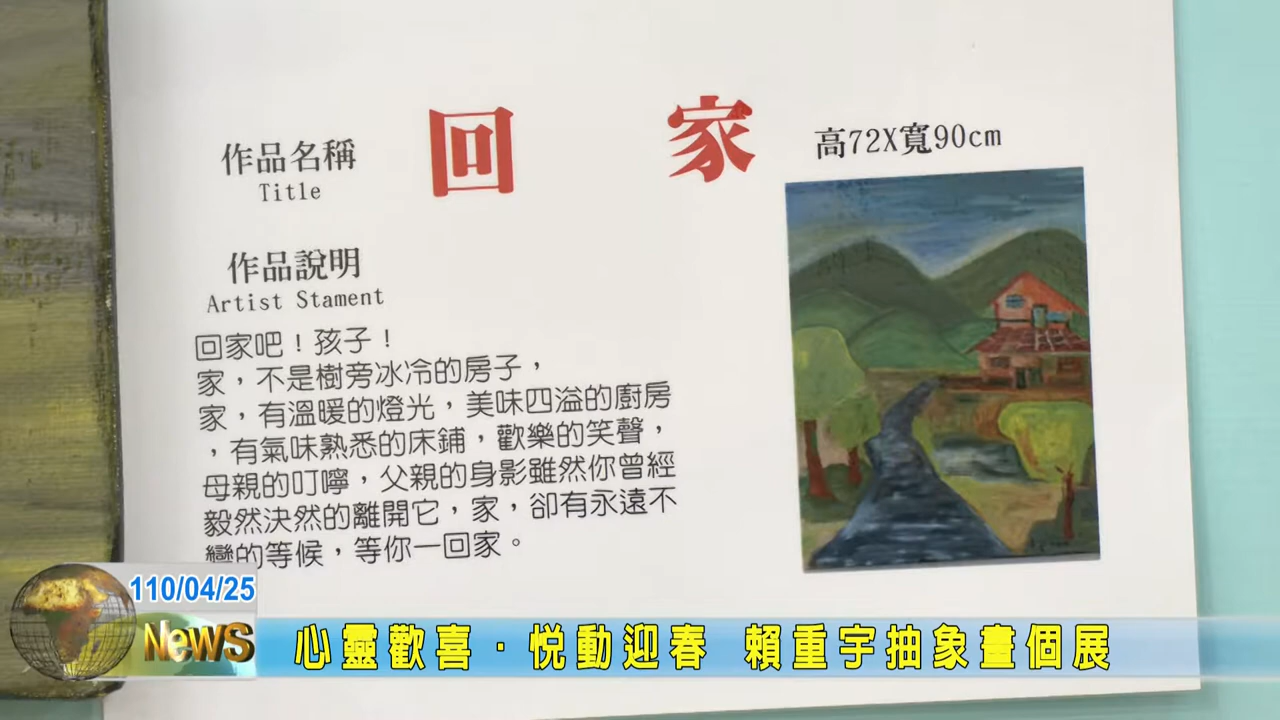 作品名稱
Title
回家
高72X寬90cm
作品說明
Artist Stament
回家吧！孩子！
家，不是樹旁冰冷的房子，
家，有溫暖的燈光，美味四溢的廚房
，有氣味熟悉的床鋪，歡樂的笑聲，
母親的叮嚀，父親的身影雖然你曾經
毅然決然的離開它，家，卻有永遠不
變的等候，等你一回家。
110/04/25
NeWS
心靈歡喜．悅動迎春 賴重宇抽象畫個展